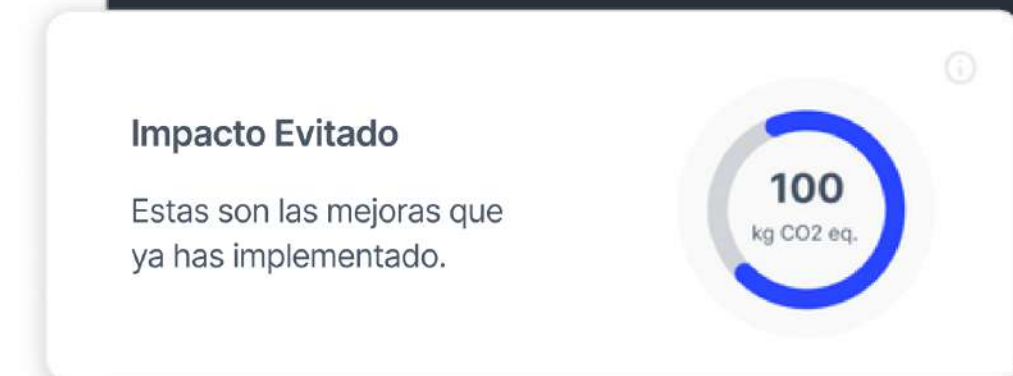 Impacto Evitado
Estas son las mejoras que
ya has implementado.
100
kg CO2 eq.